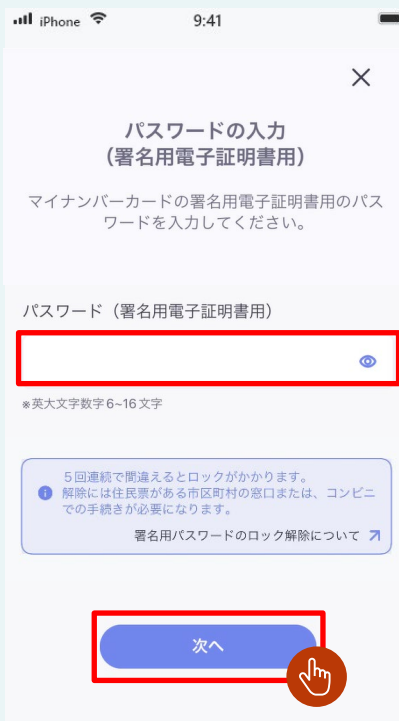 iPhone 9:41
パスワードの入力
(署名用電子証明書用)
マイナンバーカードの署名用電子証明書用のパス
ワードを入力してください。
パスワード（署名用電子証明書用）
※英大文字数字6~16文字
5回連続で間違えるとロックがかかります。
解除には住民票がある市区町村の窓口または、コンビニ
での手続きが必要になります。
署名用パスワードのロック解除について
次へ